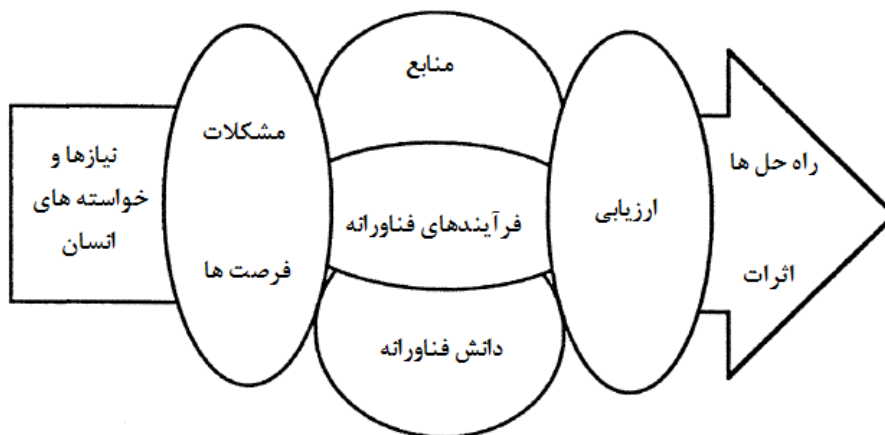 نیازها و
خواسته های
انسان
مشکلات
فرصت ها
منابع
فرآیندهای فناورانه
دانش فناورانه
ارزیابی
راه حل ها
اثرات